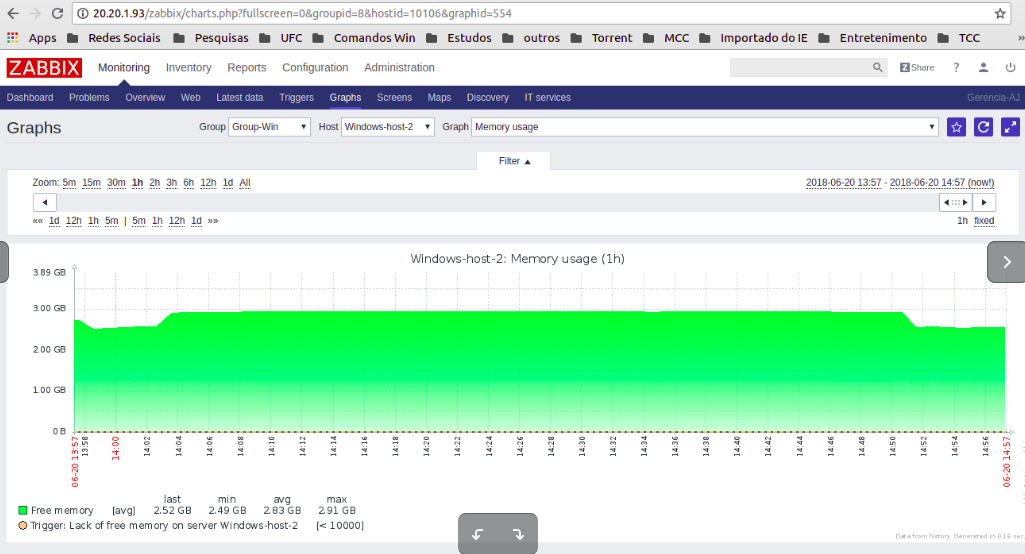 20.20.1.93/zabbix/charts.php?fullscreen=0&groupid=8&hostid=10106&graphid=554
Apps Redes Sociais Pesquisas UFC Comandos Win Estudos outros Torrent MCC Importado do IE Entretenimento TCC »
ZABBIX Monitoring Inventory Reports Configuration Administration Z Share ?
Dashboard Problems Overview Web Latest data Triggers Graphs Screens Maps Discovery IT services Gerencia-AJ
Graphs Group Group-Win Host Windows-host-2 Graph Memory usage
Filter
Zoom: 5m 15m 30m 1h 2h 3h 6h 12h 1d All 2018-06-20 13:57 - 2018-06-20 14:57 (now!)
«« 1d 12h 1h 5m | 5m 1h 12h 1d »» 1h fixed
Windows-host-2: Memory usage (1h)
3.89 GB
3.00 GB
2.00 GB
1.00 GB
0 B
06-20 13:57 13:58 14:00 14:02 14:04 14:06 14:08 14:10 14:12 14:14 14:16 14:18 14:20 14:22 14:24 14:26 14:28 14:30 14:32 14:34 14:36 14:38 14:40 14:42 14:44 14:46 14:48 14:50 14:52 14:54 14:56 06-20 14:57
last min avg max
Free memory [avg] 2.52 GB 2.49 GB 2.83 GB 2.91 GB
Trigger: Lack of free memory on server Windows-host-2 [< 10000]
Data from history. Generated in 0.16 sec.